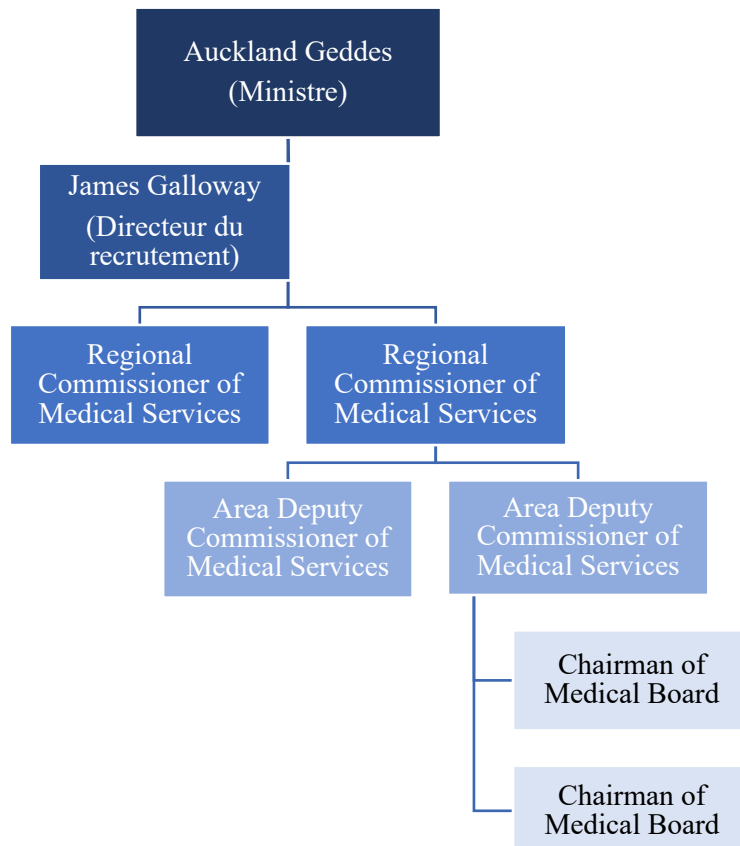 Auckland Geddes
(Ministre)
James Galloway
(Directeur du
recrutement)
Regional
Commissioner of
Medical Services
Regional
Commissioner of
Medical Services
Area Deputy
Commissioner of
Medical Services
Area Deputy
Commissioner of
Medical Services
Chairman of
Medical Board
Chairman of
Medical Board